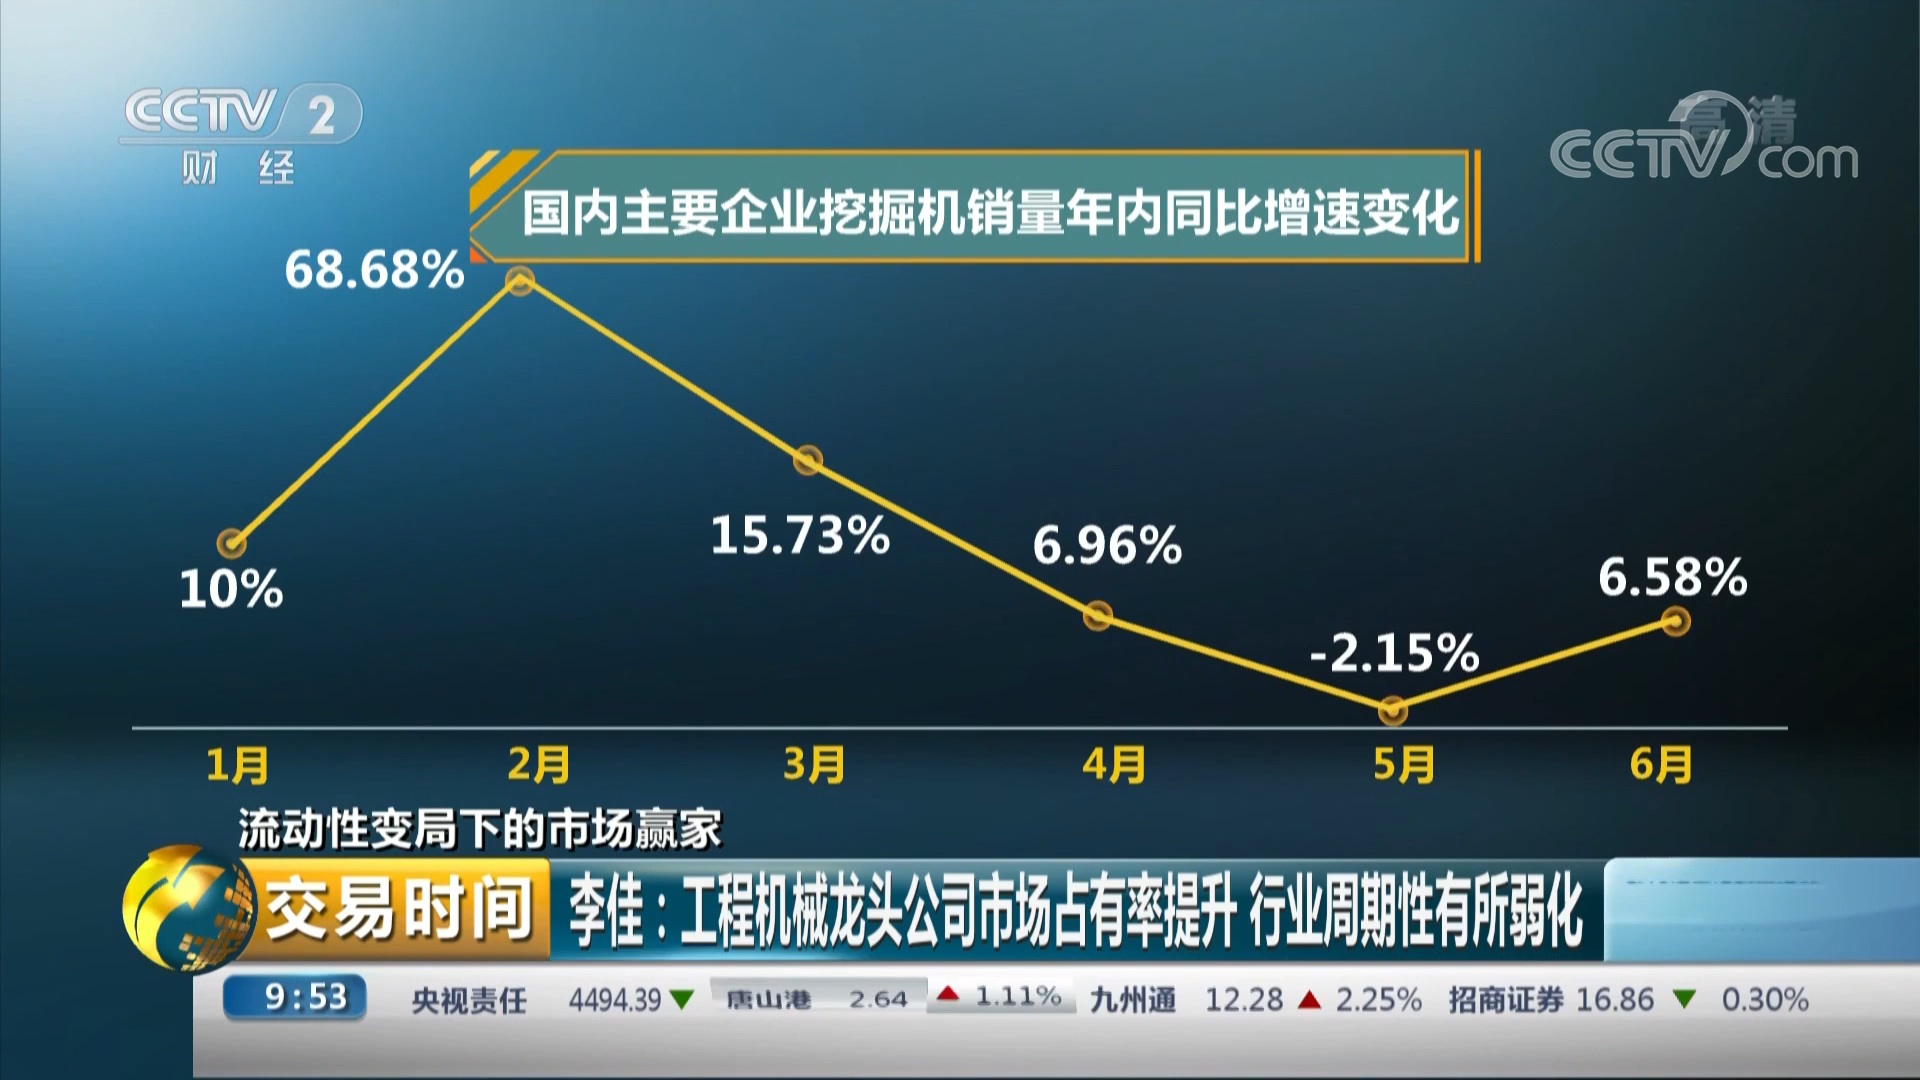 CCTV 2
财 经
高清
CCTV.com
国内主要企业挖掘机销量年内同比增速变化
68.68%
10%
15.73%
6.96%
-2.15%
6.58%
1月 2月 3月 4月 5月 6月
流动性变局下的市场赢家
交易时间
李佳：工程机械龙头公司市场占有率提升 行业周期性有所弱化
9:53 央视责任 4494.39 ▼ 唐山港 2.64 ▲ 1.11% 九州通 12.28 ▲ 2.25% 招商证券 16.86 ▼ 0.30%